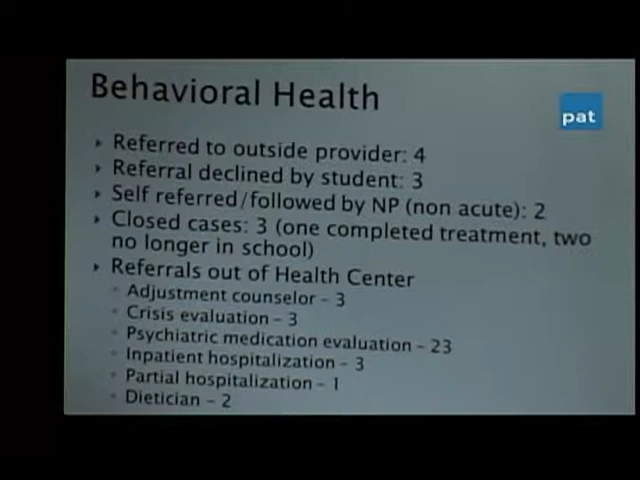 Behavioral Health
pat
Referred to outside provider: 4
Referral declined by student: 3
Self referred/followed by NP (non acute): 2
Closed cases: 3 (one completed treatment, two
no longer in school)
Referrals out of Health Center
Adjustment counselor – 3
Crisis evaluation – 3
Psychiatric medication evaluation – 23
Inpatient hospitalization – 3
Partial hospitalization – 1
Dietician – 2